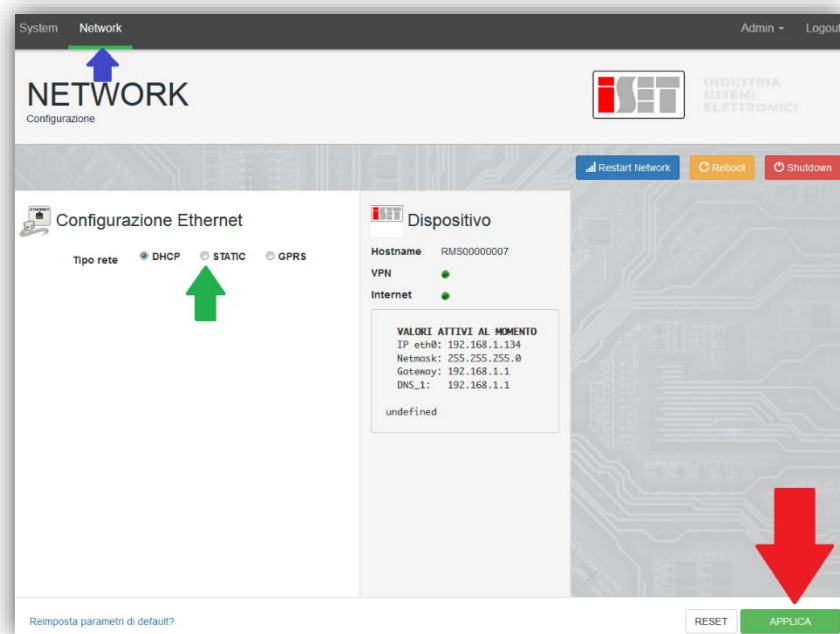 System Network Admin Logout
NETWORK
Configurazione
iSET
INDUSTRIA
SISTEMI
ELETTRONICI
Restart Network Reboot Shutdown
Configurazione Ethernet
Tipo rete DHCP STATIC GPRS
iSET Dispositivo
Hostname RMS00000007
VPN
Internet
VALORI ATTIVI AL MOMENTO
IP eth0: 192.168.1.134
Netmask: 255.255.255.0
Gateway: 192.168.1.1
DNS_1: 192.168.1.1
undefined
Reimposta parametri di default?
RESET APPLICA